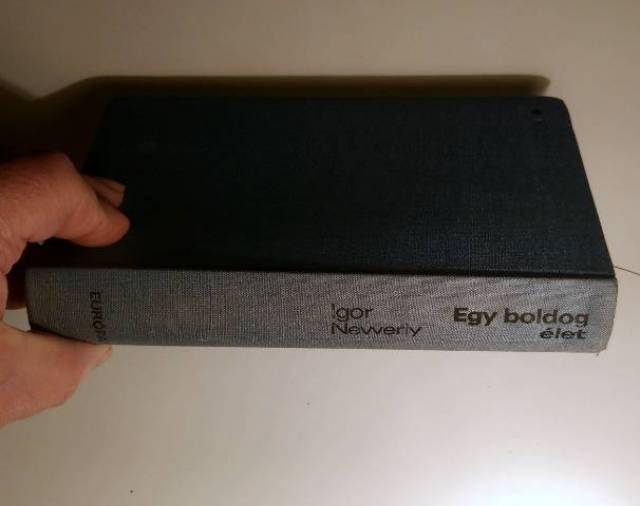 Igor
Newerly
Egy boldog
élet
EURÓPA